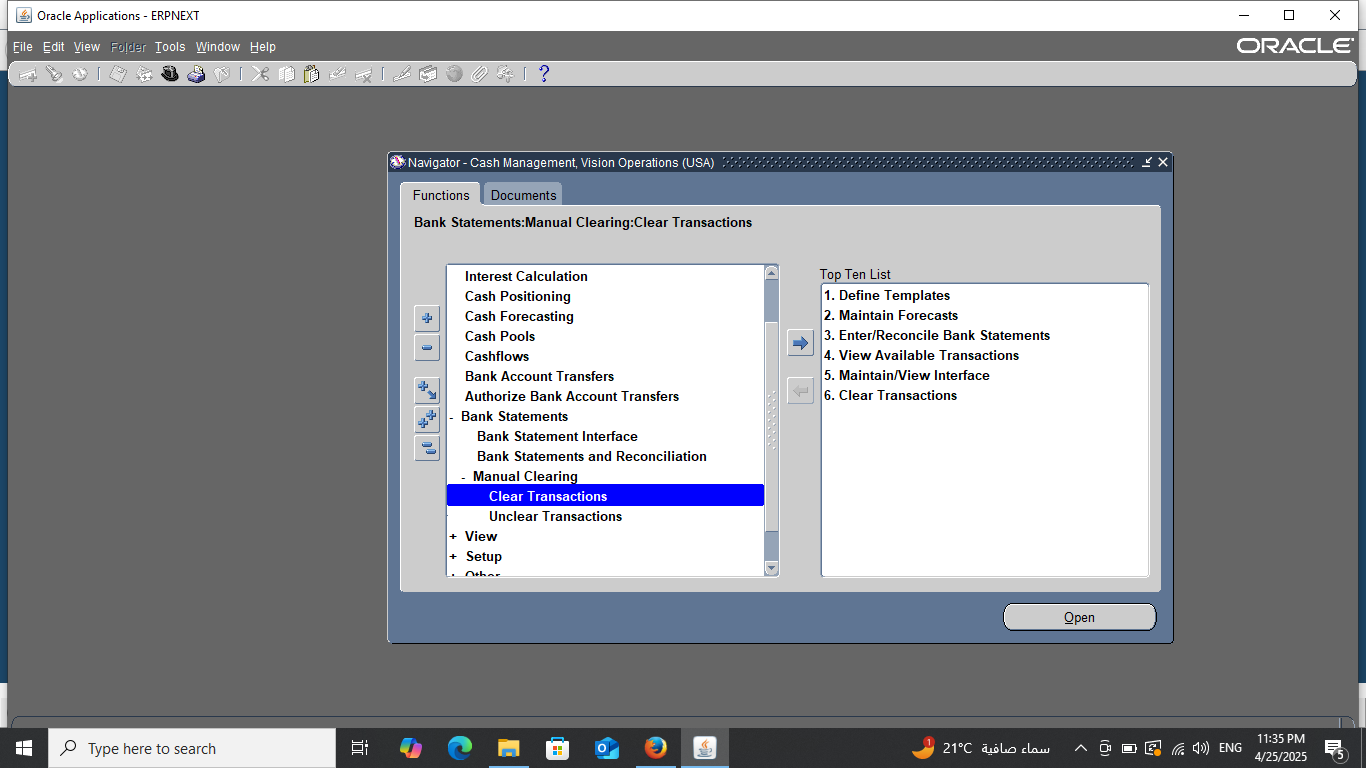 Oracle Applications - ERPNEXT
File Edit View Folder Tools Window Help
ORACLE
Navigator - Cash Management, Vision Operations (USA)
Functions
Documents
Bank Statements:Manual Clearing:Clear Transactions
Interest Calculation
Cash Positioning
Cash Forecasting
Cash Pools
Cashflows
Bank Account Transfers
Authorize Bank Account Transfers
- Bank Statements
Bank Statement Interface
Bank Statements and Reconciliation
- Manual Clearing
Clear Transactions
Unclear Transactions
+ View
+ Setup
+ Other
Top Ten List
1. Define Templates
2. Maintain Forecasts
3. Enter/Reconcile Bank Statements
4. View Available Transactions
5. Maintain/View Interface
6. Clear Transactions
Open
Type here to search
1
21°C سماء صافية
ENG
11:35 PM
4/25/2025
5